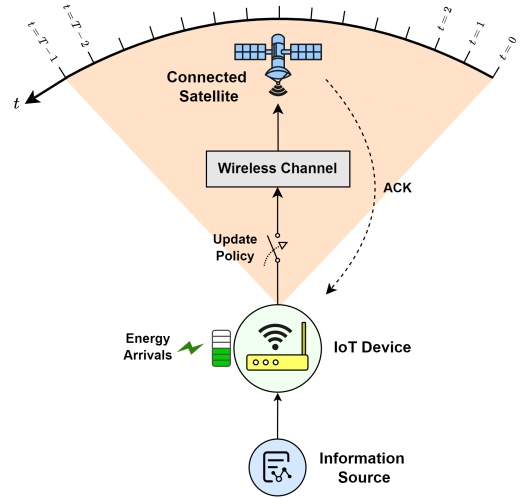 t = T − 1
t = T − 2
t = 2
t = 1
t = 0
t
Connected
Satellite
Wireless Channel
ACK
Update
Policy
Energy
Arrivals
IoT Device
Information
Source